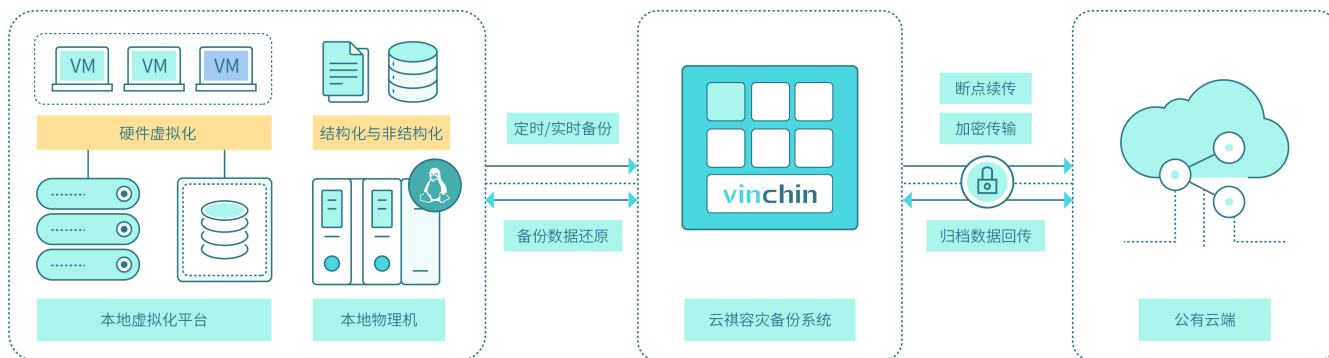 VM
VM
VM
硬件虚拟化
结构化与非结构化
本地虚拟化平台
本地物理机
定时/实时备份
备份数据还原
vinchin
云祺容灾备份系统
断点续传
加密传输
归档数据回传
公有云端